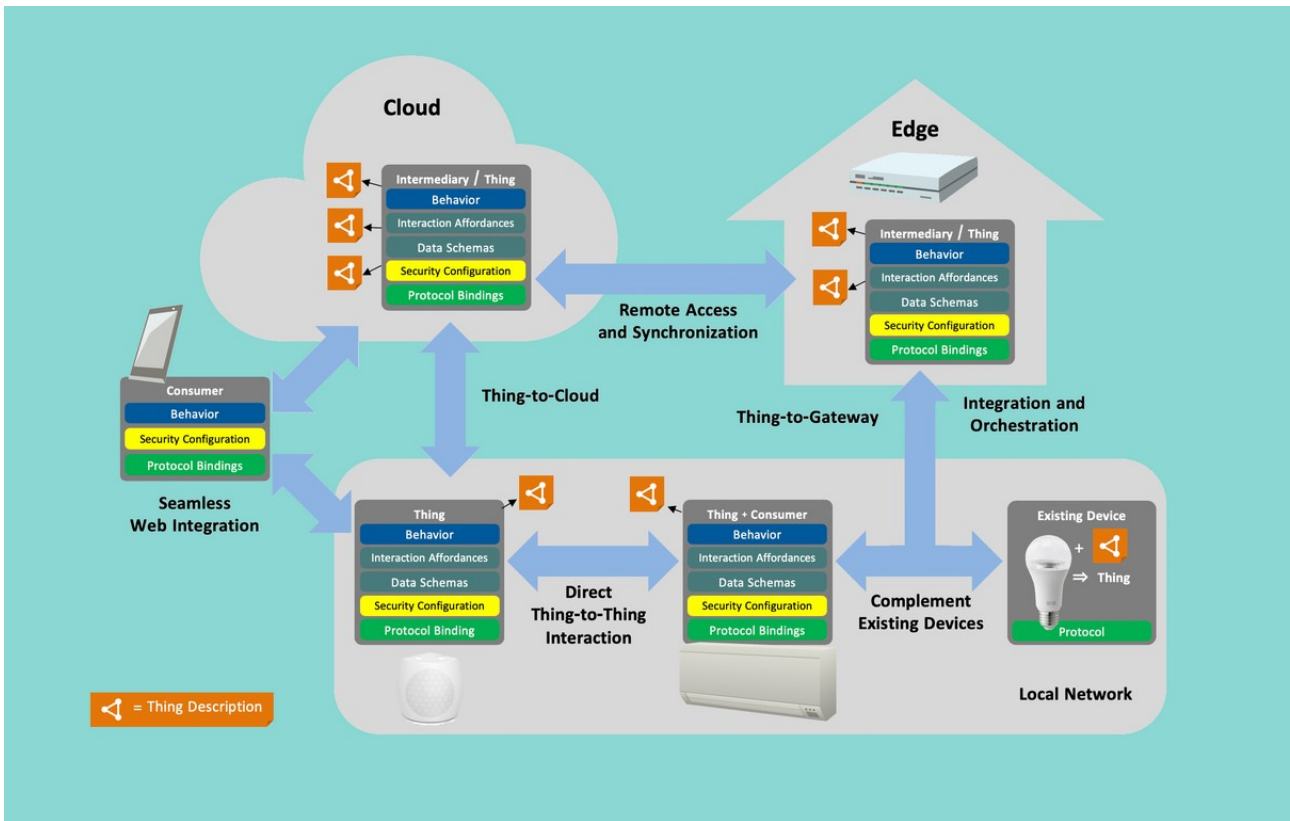 Cloud
Intermediary / Thing
Behavior
Interaction Affordances
Data Schemas
Security Configuration
Protocol Bindings
Edge
Intermediary / Thing
Behavior
Interaction Affordances
Data Schemas
Security Configuration
Protocol Bindings
Remote Access
and Synchronization
Consumer
Behavior
Security Configuration
Protocol Bindings
Seamless
Web Integration
Thing-to-Cloud
Thing-to-Gateway
Integration and
Orchestration
Thing
Behavior
Interaction Affordances
Data Schemas
Security Configuration
Protocol Binding
Direct
Thing-to-Thing
Interaction
Thing + Consumer
Behavior
Interaction Affordances
Data Schemas
Security Configuration
Protocol Bindings
Complement
Existing Devices
Existing Device
+
⇒ Thing
Protocol
Local Network
= Thing Description